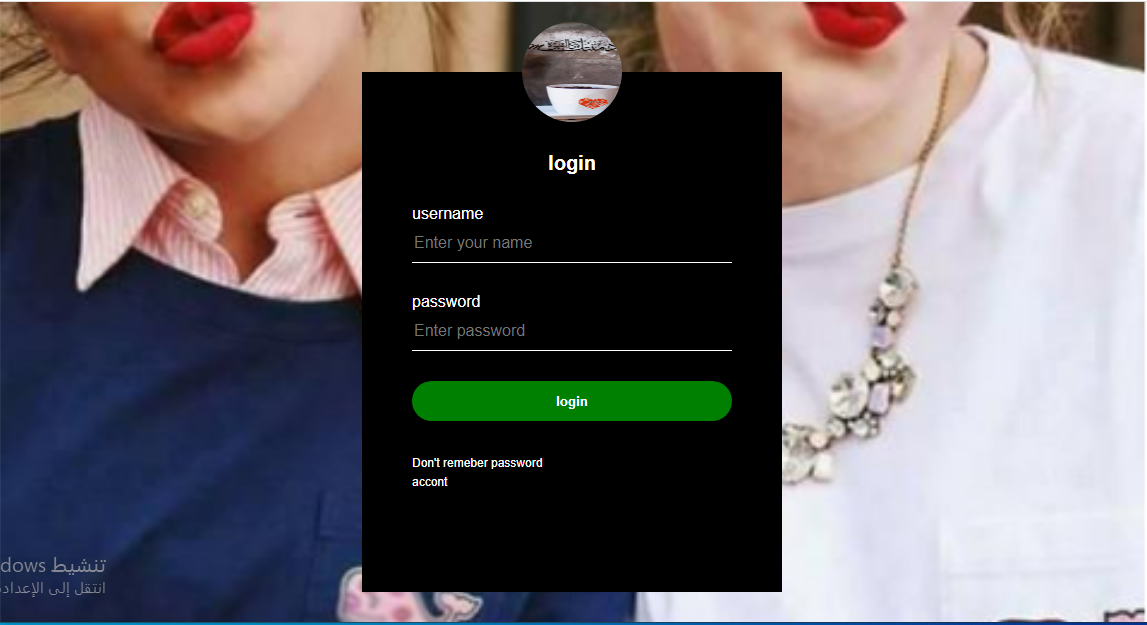 login
username
Enter your name
password
Enter password
login
Don't remeber password
accont
تنشيط dows
انتقل إلى الإعداد